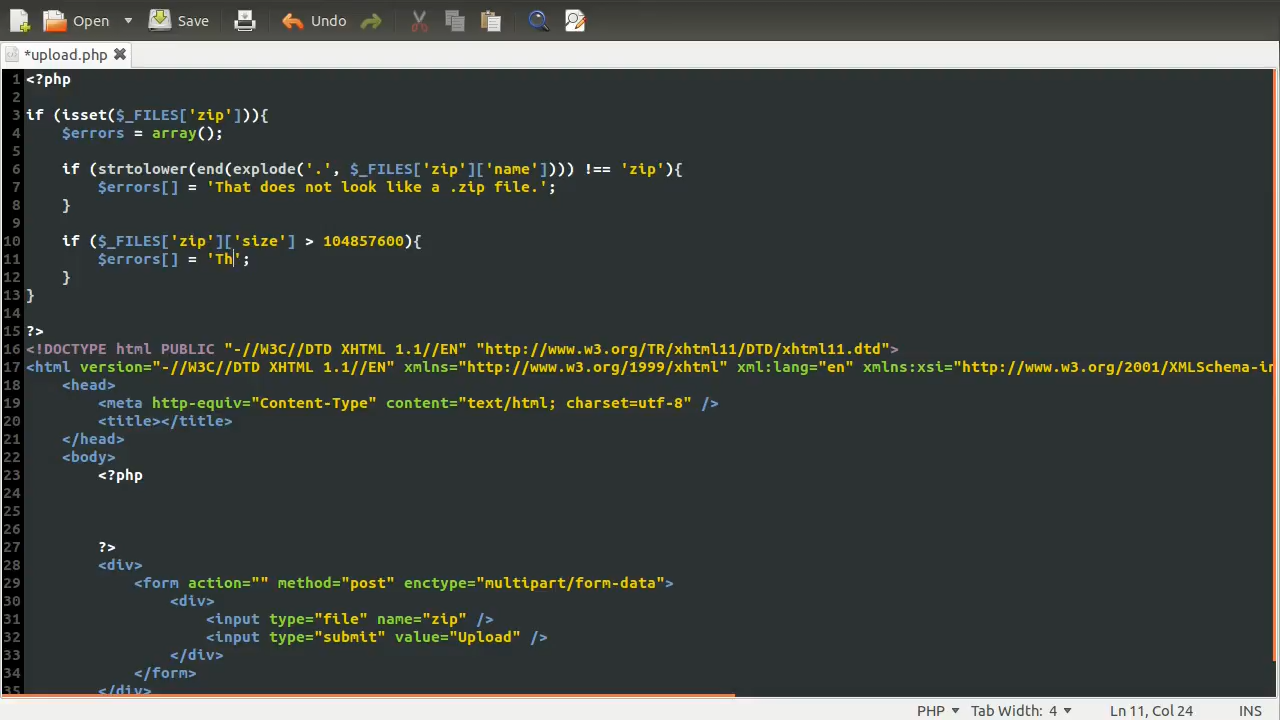 Open Save Undo
*upload.php
1 <?php
2
3 if (isset($_FILES['zip'])){
4 $errors = array();
5
6 if (strtolower(end(explode('.', $_FILES['zip']['name']))) !== 'zip'){
7 $errors[] = 'That does not look like a .zip file.';
8 }
9
10 if ($_FILES['zip']['size'] > 104857600){
11 $errors[] = 'Th';
12 }
13 }
14
15 ?>
16 <!DOCTYPE html PUBLIC "-//W3C//DTD XHTML 1.1//EN" "http://www.w3.org/TR/xhtml11/DTD/xhtml11.dtd">
17 <html version="-//W3C//DTD XHTML 1.1//EN" xmlns="http://www.w3.org/1999/xhtml" xml:lang="en" xmlns:xsi="http://www.w3.org/2001/XMLSchema-in
18 <head>
19 <meta http-equiv="Content-Type" content="text/html; charset=utf-8" />
20 <title></title>
21 </head>
22 <body>
23 <?php
24
25
26
27 ?>
28 <div>
29 <form action="" method="post" enctype="multipart/form-data">
30 <div>
31 <input type="file" name="zip" />
32 <input type="submit" value="Upload" />
33 </div>
34 </form>
35 </div>
PHP Tab Width: 4 Ln 11, Col 24 INS